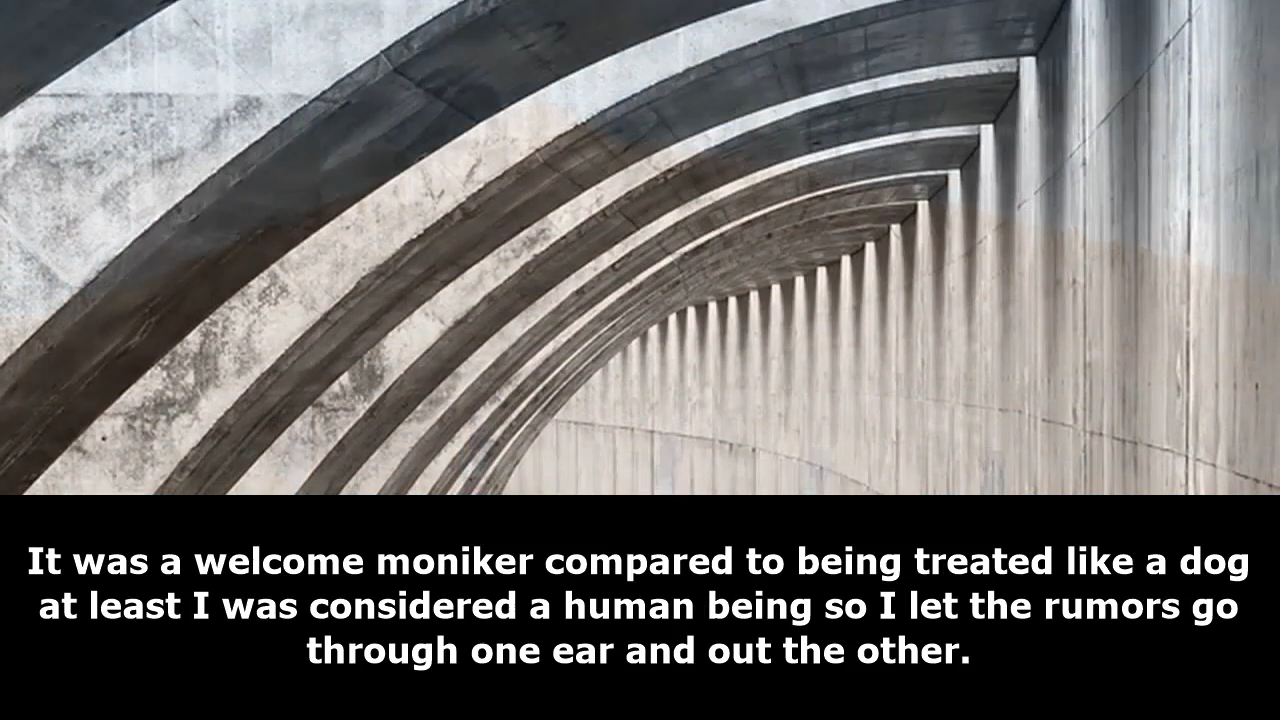 It was a welcome moniker compared to being treated like a dog
at least I was considered a human being so I let the rumors go
through one ear and out the other.